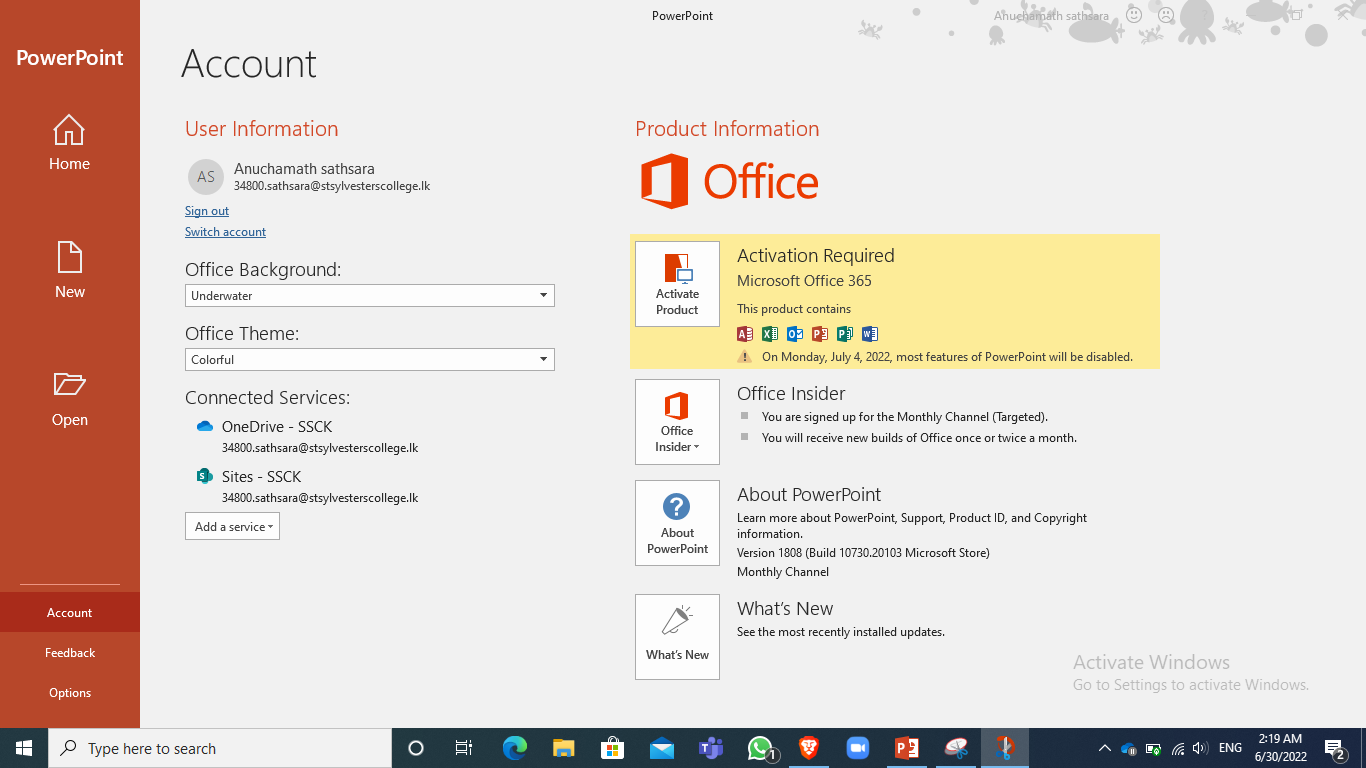 PowerPoint
Anuchamath sathsara
PowerPoint
Home
New
Open
Account
Feedback
Options
Account
User Information
AS
Anuchamath sathsara
34800.sathsara@stsylvesterscollege.lk
Sign out
Switch account
Office Background:
Underwater
Office Theme:
Colorful
Connected Services:
OneDrive - SSCK
34800.sathsara@stsylvesterscollege.lk
Sites - SSCK
34800.sathsara@stsylvesterscollege.lk
Add a service
Product Information
Office
Activate
Product
Activation Required
Microsoft Office 365
This product contains
On Monday, July 4, 2022, most features of PowerPoint will be disabled.
Office
Insider
Office Insider
You are signed up for the Monthly Channel (Targeted).
You will receive new builds of Office once or twice a month.
About
PowerPoint
About PowerPoint
Learn more about PowerPoint, Support, Product ID, and Copyright
information.
Version 1808 (Build 10730.20103 Microsoft Store)
Monthly Channel
What's New
What's New
See the most recently installed updates.
Activate Windows
Go to Settings to activate Windows.
Type here to search
1
ENG
2:19 AM
6/30/2022
2